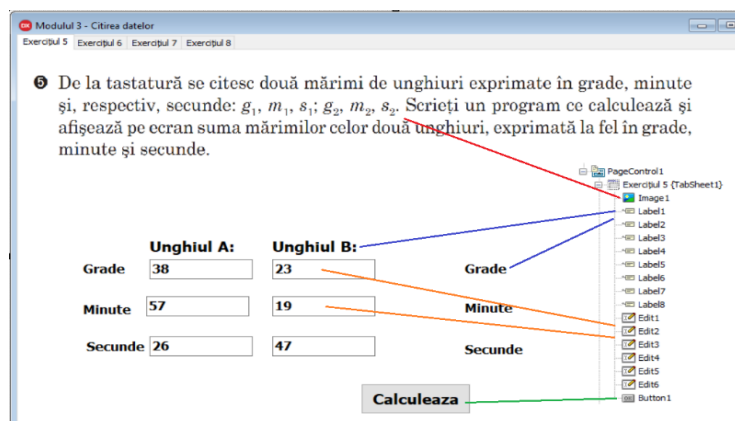 Modulul 3 - Citirea datelor
Exercițiul 5 Exercițiul 6 Exercițiul 7 Exercițiul 8
❺ De la tastatură se citesc două mărimi de unghiuri exprimate în grade, minute
și, respectiv, secunde: g₁, m₁, s₁; g₂, m₂, s₂. Scrieți un program ce calculează și
afișează pe ecran suma mărimilor celor două unghiuri, exprimată la fel în grade,
minute și secunde.
Unghiul A: Unghiul B:
Grade 38 23 Grade
Minute 57 19 Minute
Secunde 26 47 Secunde
Calculeaza
PageControl1
Exercițiul 5 {TabSheet1}
Image1
Label1
Label2
Label3
Label4
Label5
Label6
Label7
Label8
Edit1
Edit2
Edit3
Edit4
Edit5
Edit6
Button1